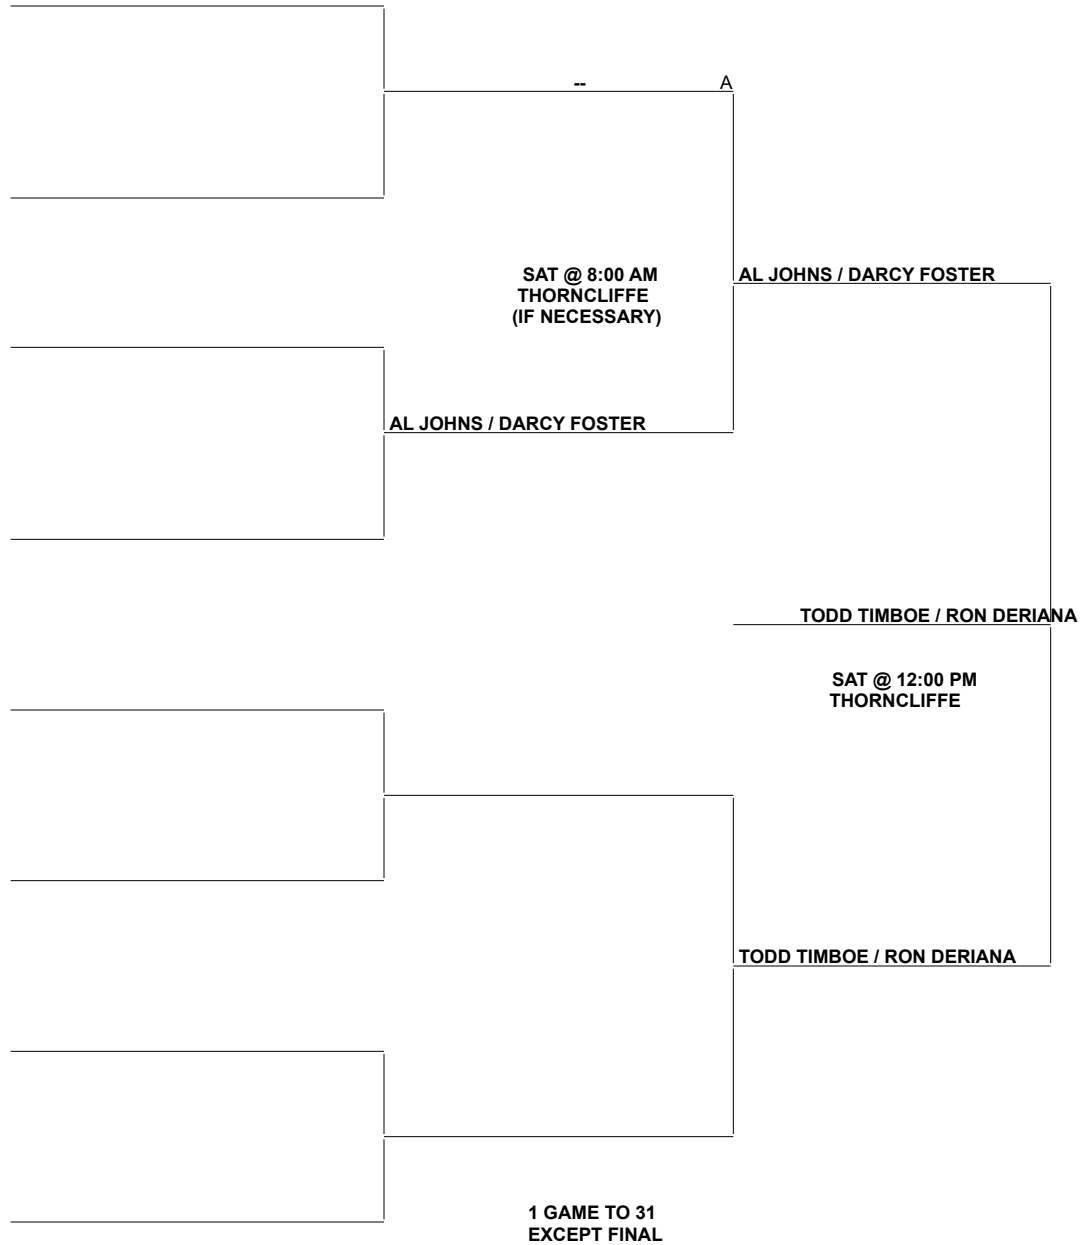 -- A
SAT @ 8:00 AM
THORNCLIFFE
(IF NECESSARY)
AL JOHNS / DARCY FOSTER
AL JOHNS / DARCY FOSTER
TODD TIMBOE / RON DERIANA
SAT @ 12:00 PM
THORNCLIFFE
TODD TIMBOE / RON DERIANA
1 GAME TO 31
EXCEPT FINAL